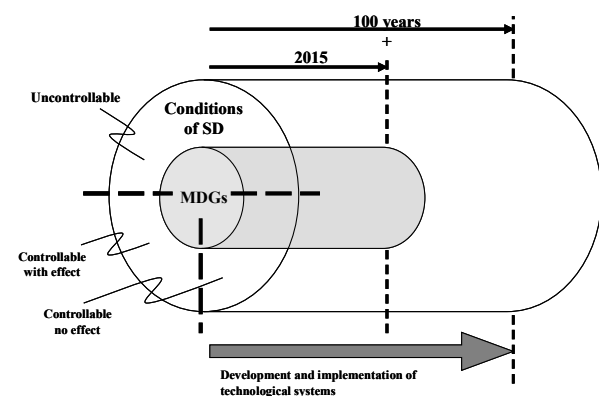 100 years
+
2015
Uncontrollable
Conditions
of SD
MDGs
Controllable
with effect
Controllable
no effect
Development and implementation of
technological systems